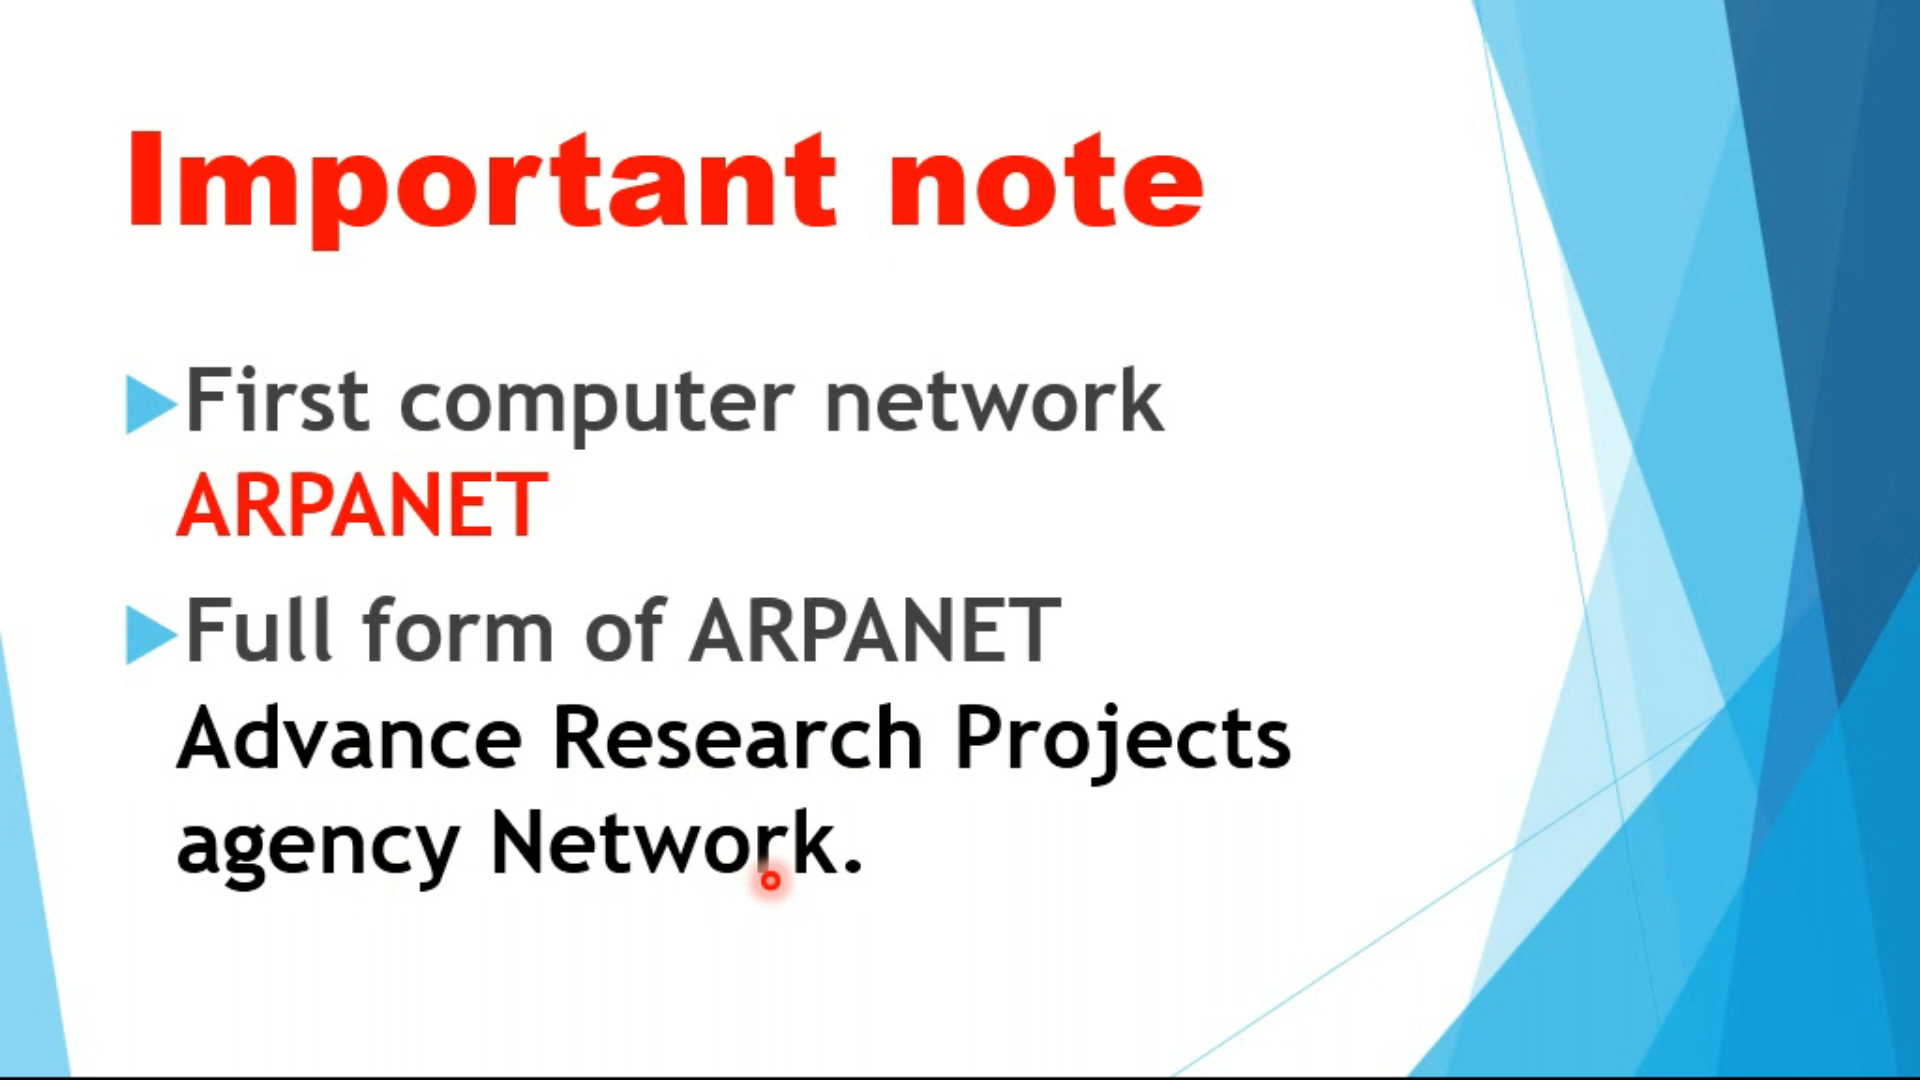 Important note
First computer network
ARPANET
Full form of ARPANET
Advance Research Projects
agency Network.